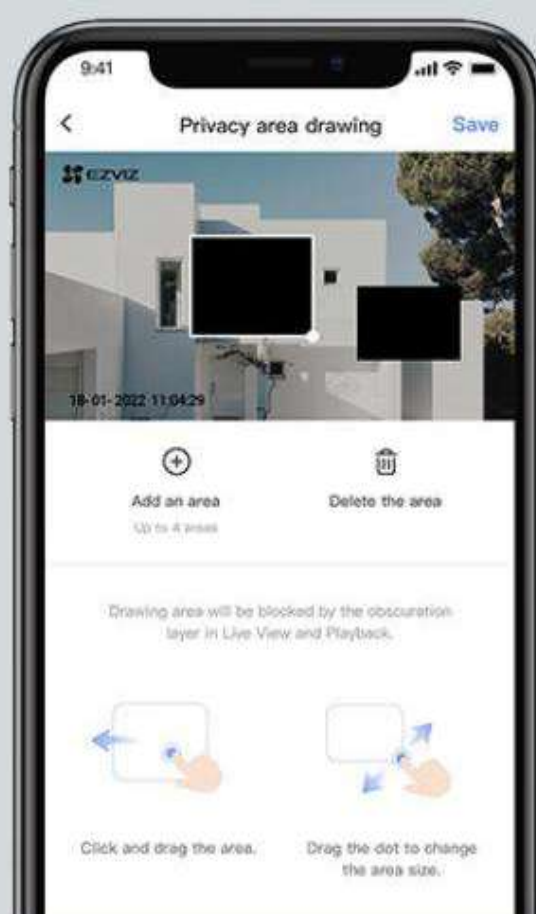 9:41
Privacy area drawing
Save
EZVIZ
18-01-2022 11:04:29
Add an area
Delete the area
Up to 4 areas
Drawing area will be blocked by the obscuration
layer in Live View and Playback.
Click and drag the area.
Drag the dot to change
the area size.